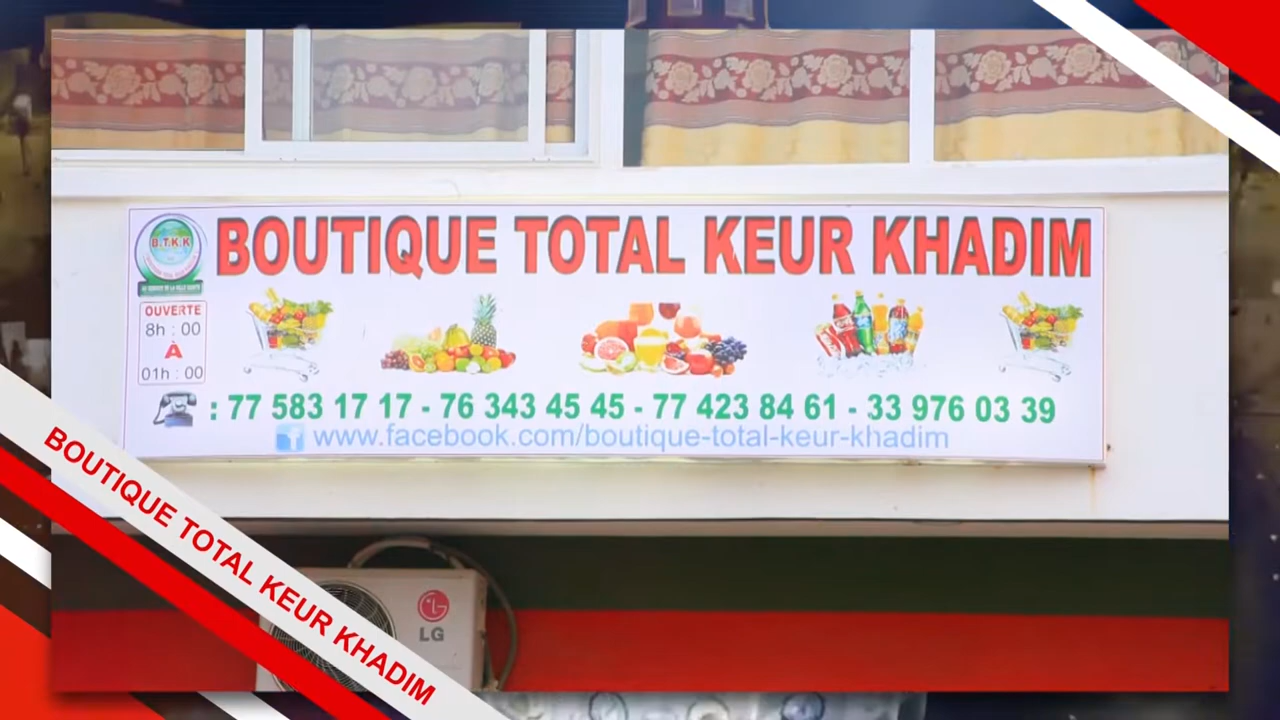 BOUTIQUE TOTAL KEUR KHADIM
B.T.K.K
OUVERTE
8h : 00
À
01h : 00
: 77 583 17 17 - 76 343 45 45 - 77 423 84 61 - 33 976 03 39
www.facebook.com/boutique-total-keur-khadim
LG
BOUTIQUE TOTAL KEUR KHADIM